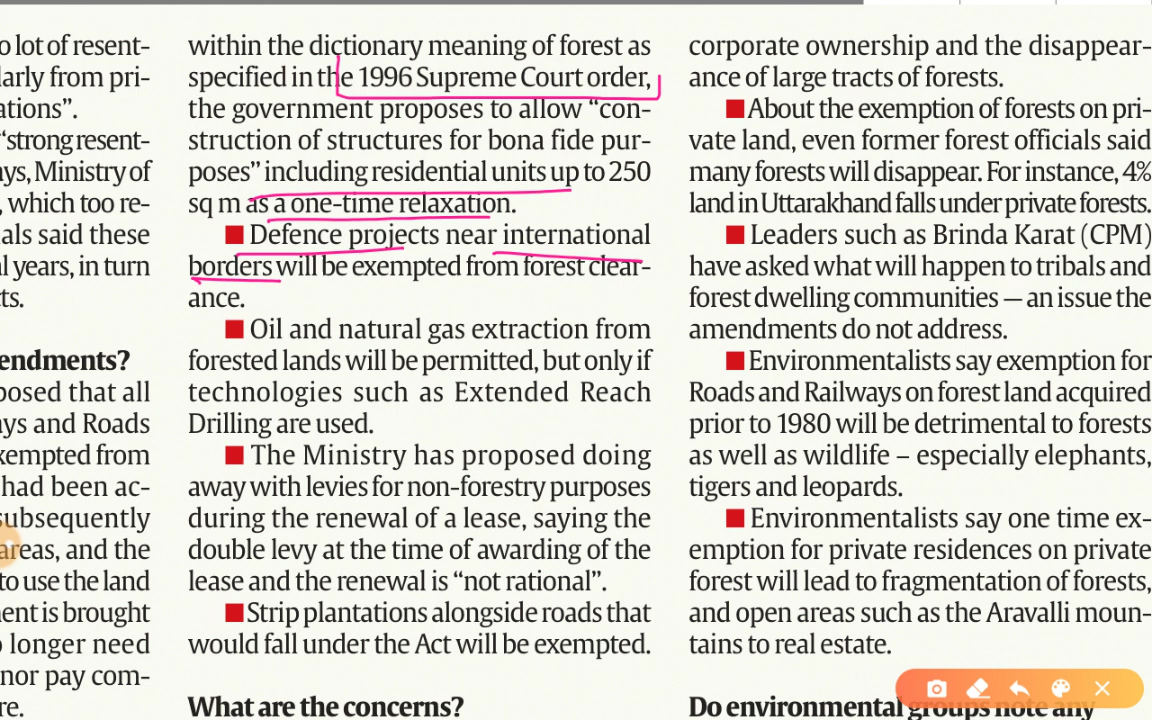 o lot of resent-
larly from pri-
ations”.
“strong resent-
ays, Ministry of
, which too re-
als said these
al years, in turn
cts.
endments?
posed that all
ays and Roads
xempted from
had been ac-
subsequently
areas, and the
to use the land
ment is brought
o longer need
nor pay com-
re.
within the dictionary meaning of forest as
specified in the 1996 Supreme Court order,
the government proposes to allow “con-
struction of structures for bona fide pur-
poses” including residential units up to 250
sq m as a one-time relaxation.
■ Defence projects near international
borders will be exempted from forest clear-
ance.
■ Oil and natural gas extraction from
forested lands will be permitted, but only if
technologies such as Extended Reach
Drilling are used.
■ The Ministry has proposed doing
away with levies for non-forestry purposes
during the renewal of a lease, saying the
double levy at the time of awarding of the
lease and the renewal is “not rational”.
■ Strip plantations alongside roads that
would fall under the Act will be exempted.
What are the concerns?
corporate ownership and the disappear-
ance of large tracts of forests.
■ About the exemption of forests on pri-
vate land, even former forest officials said
many forests will disappear. For instance, 4%
land in Uttarakhand falls under private forests.
■ Leaders such as Brinda Karat (CPM)
have asked what will happen to tribals and
forest dwelling communities — an issue the
amendments do not address.
■ Environmentalists say exemption for
Roads and Railways on forest land acquired
prior to 1980 will be detrimental to forests
as well as wildlife – especially elephants,
tigers and leopards.
■ Environmentalists say one time ex-
emption for private residences on private
forest will lead to fragmentation of forests,
and open areas such as the Aravalli moun-
tains to real estate.
Do environmental groups note any